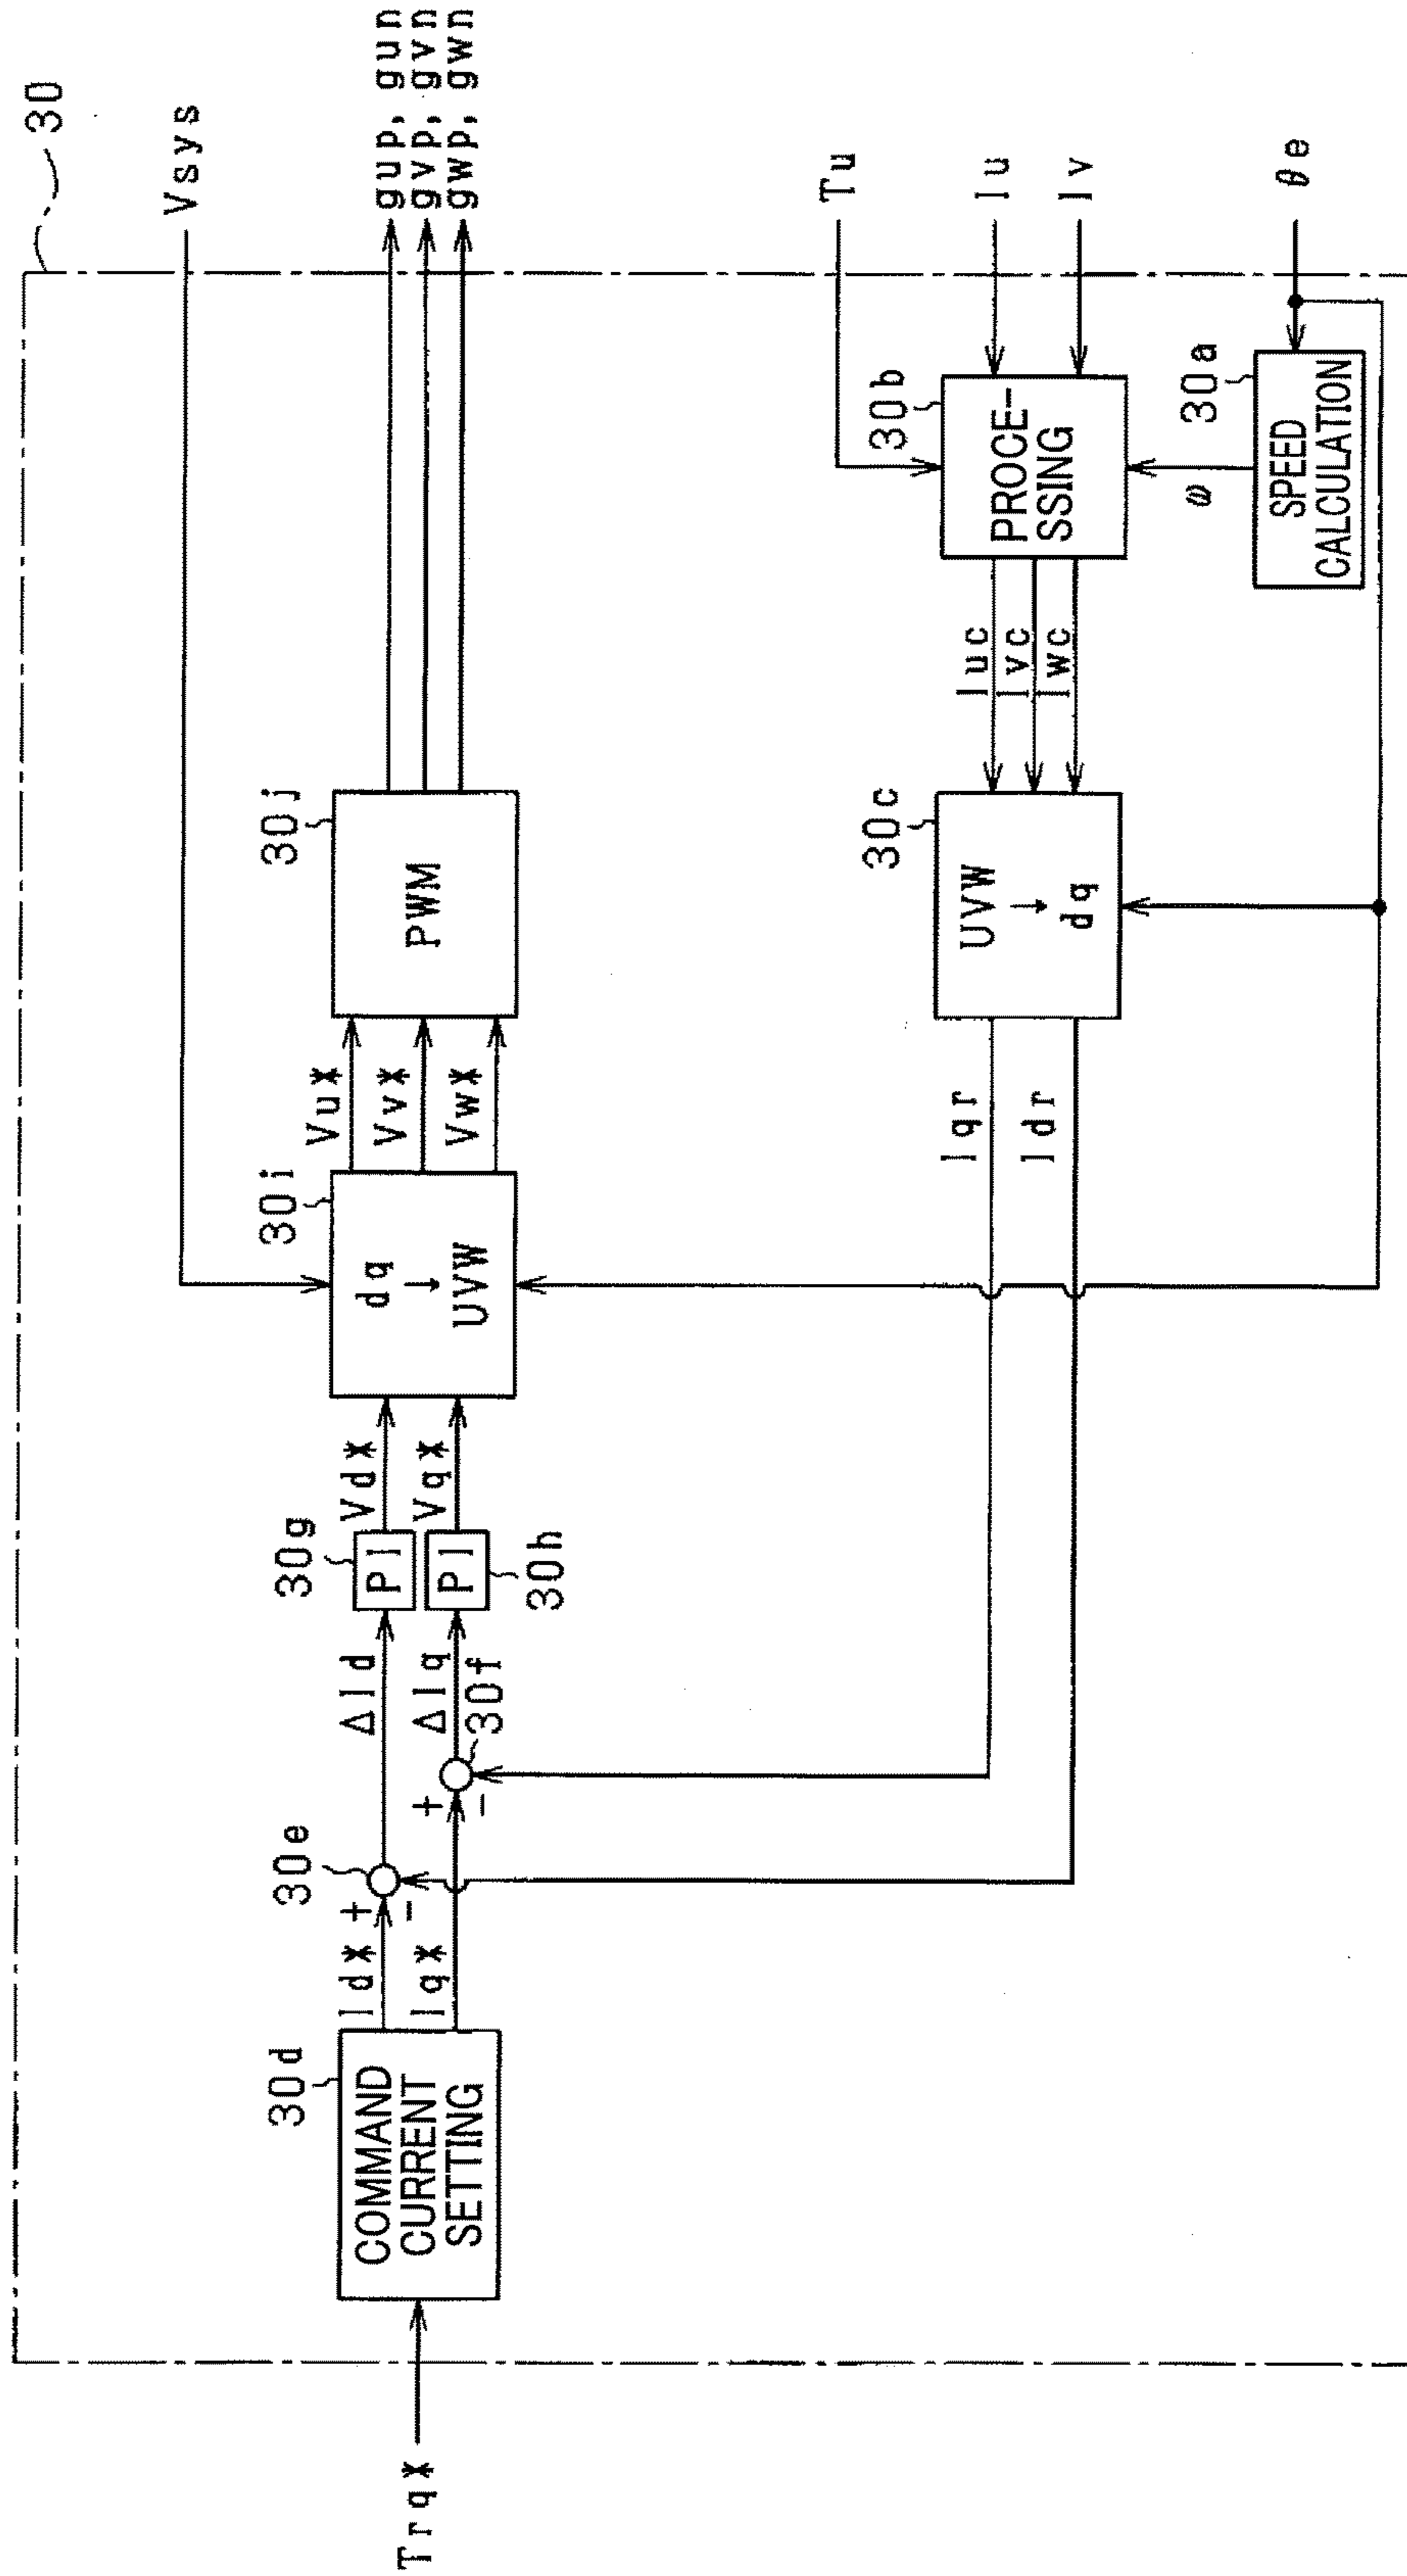 30
Vsys
gup, gun
gvp, gvn
gwp, gwn
Trq*
30d
COMMAND
CURRENT
SETTING
Id*
Iq*
30e
+
-
30f
+
-
ΔId
ΔIq
30g
PI
30h
PI
Vd*
Vq*
30i
dq
→
UVW
Vu*
Vv*
Vw*
30j
PWM
Tu
Iu
Iv
θe
30b
PROCE-
SSING
30a
SPEED
CALCULATION
ω
Iuc
Ivc
Iwc
30c
UVW
→
dq
Iqr
Idr